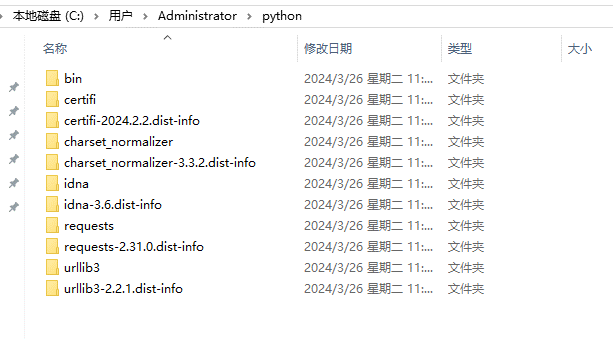 本地磁盘 (C:) > 用户 > Administrator > python
名称 修改日期 类型 大小
bin 2024/3/26 星期二 11:... 文件夹
certifi 2024/3/26 星期二 11:... 文件夹
certifi-2024.2.2.dist-info 2024/3/26 星期二 11:... 文件夹
charset_normalizer 2024/3/26 星期二 11:... 文件夹
charset_normalizer-3.3.2.dist-info 2024/3/26 星期二 11:... 文件夹
idna 2024/3/26 星期二 11:... 文件夹
idna-3.6.dist-info 2024/3/26 星期二 11:... 文件夹
requests 2024/3/26 星期二 11:... 文件夹
requests-2.31.0.dist-info 2024/3/26 星期二 11:... 文件夹
urllib3 2024/3/26 星期二 11:... 文件夹
urllib3-2.2.1.dist-info 2024/3/26 星期二 11:... 文件夹